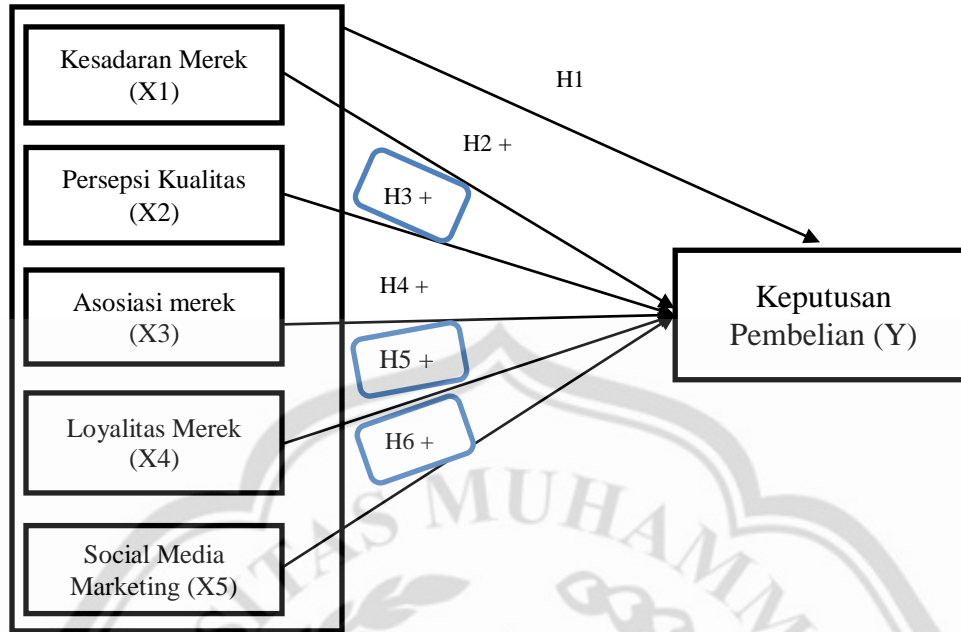 Kesadaran Merek
(X1)
H1
H2 +
Persepsi Kualitas
(X2)
H3 +
Asosiasi merek
(X3)
H4 +
Keputusan
Pembelian (Y)
H5 +
Loyalitas Merek
(X4)
H6 +
Social Media
Marketing (X5)
SITAS MUHAMM